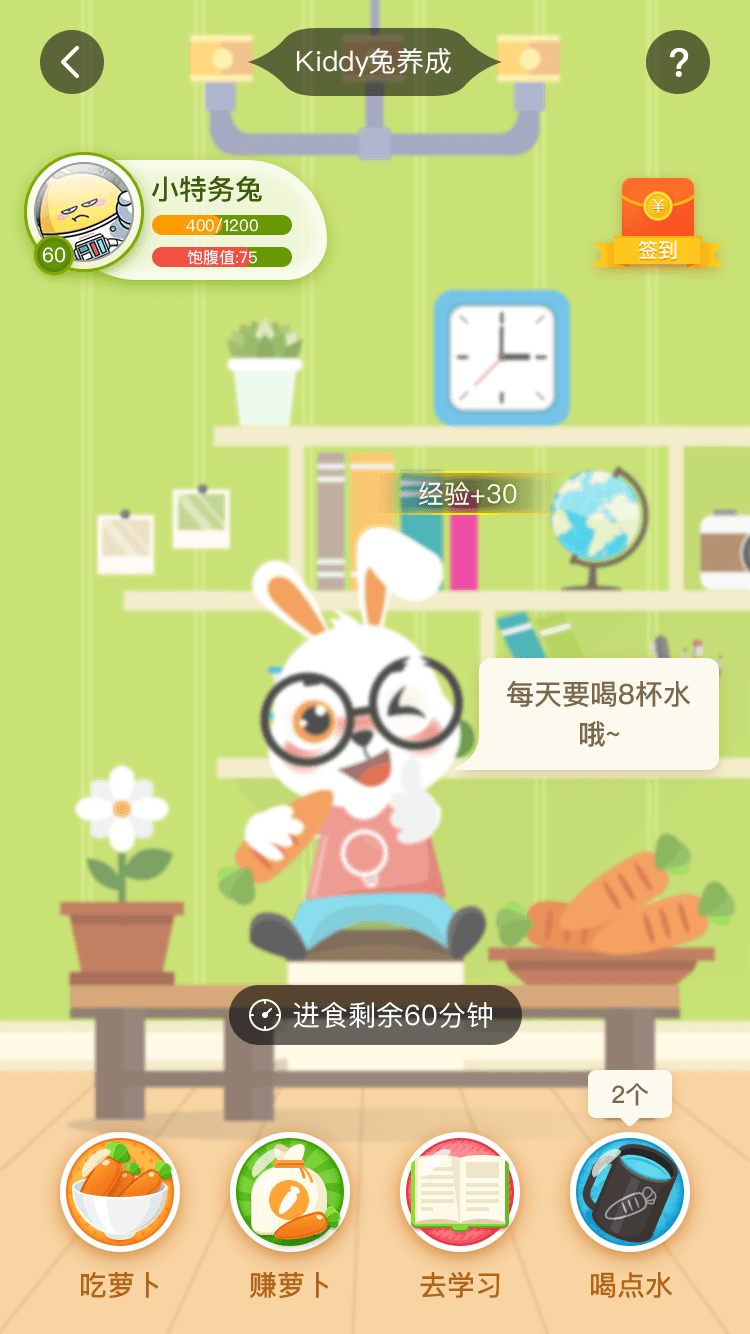 Kiddy兔养成
?
小特务兔
400/1200
饱腹值:75
60
¥
签到
经验+30
每天要喝8杯水
哦~
进食剩余60分钟
2个
吃萝卜
赚萝卜
去学习
喝点水